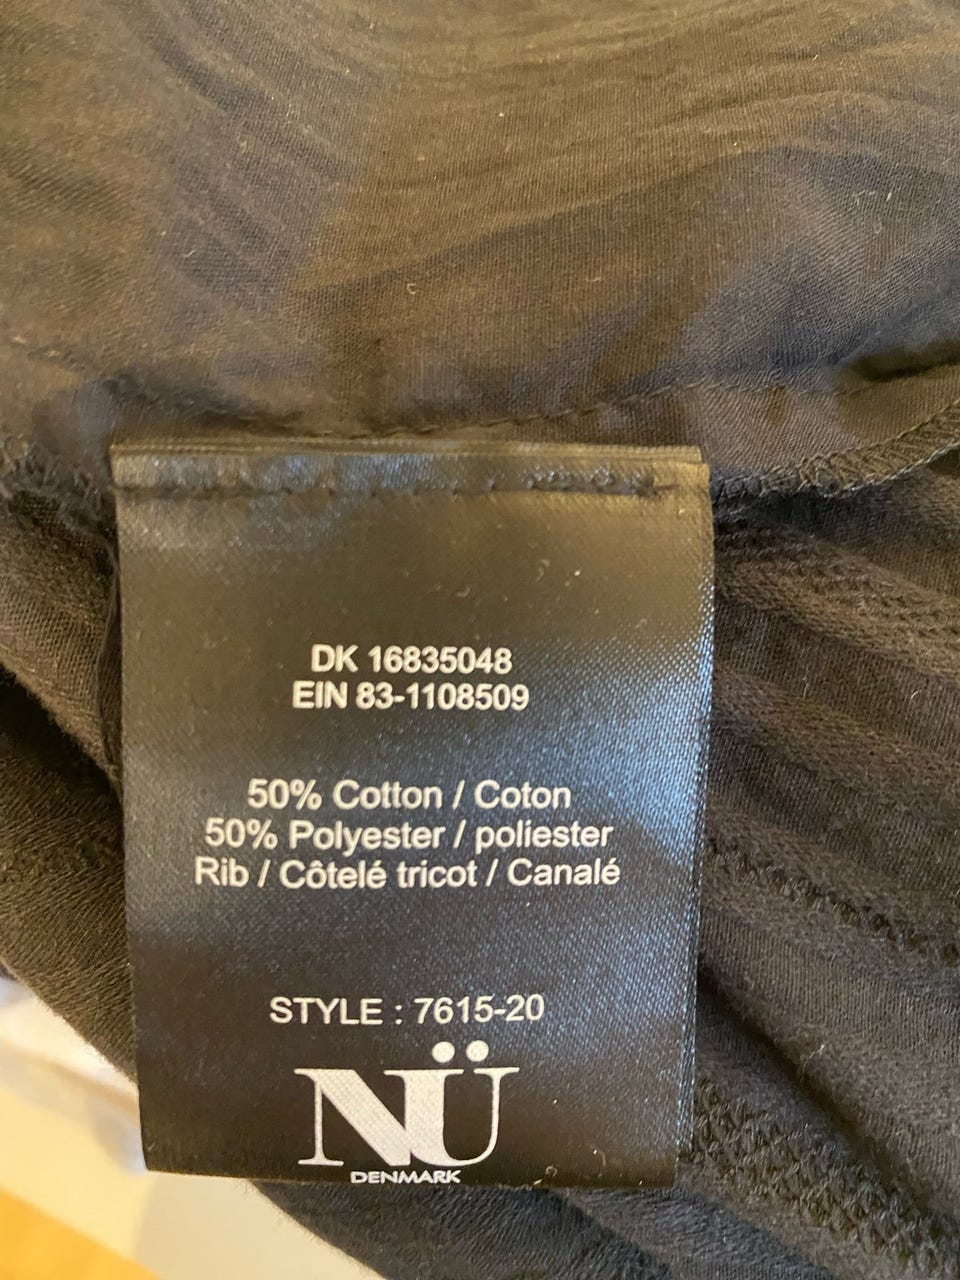 DK 16835048
EIN 83-1108509
50% Cotton / Coton
50% Polyester / poliester
Rib / Côtelé tricot / Canalé
STYLE : 7615-20
NÜ
DENMARK